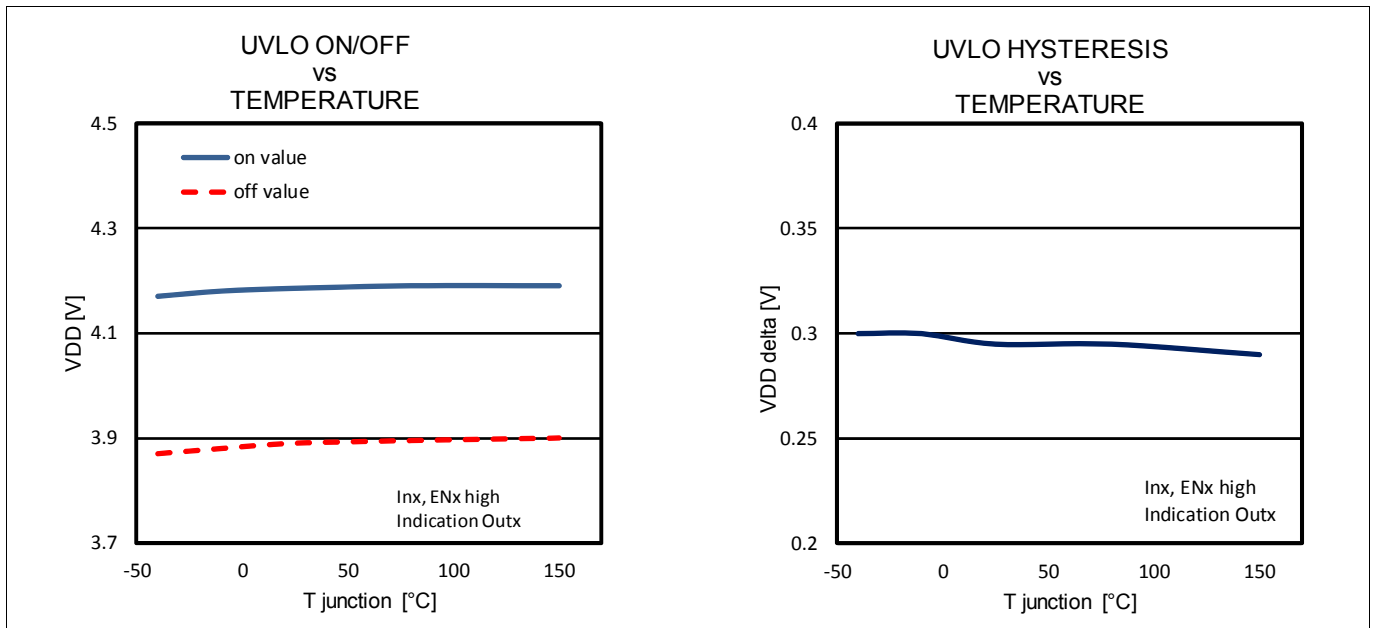 UVLO ON/OFF
vs
TEMPERATURE
4.5
4.3
4.1
3.9
3.7
VDD [V]
on value
off value
Inx, ENx high
Indication Outx
-50
0
50
100
150
T junction [°C]
UVLO HYSTERESIS
vs
TEMPERATURE
0.4
0.35
0.3
0.25
0.2
VDD delta [V]
Inx, ENx high
Indication Outx
-50
0
50
100
150
T junction [°C]